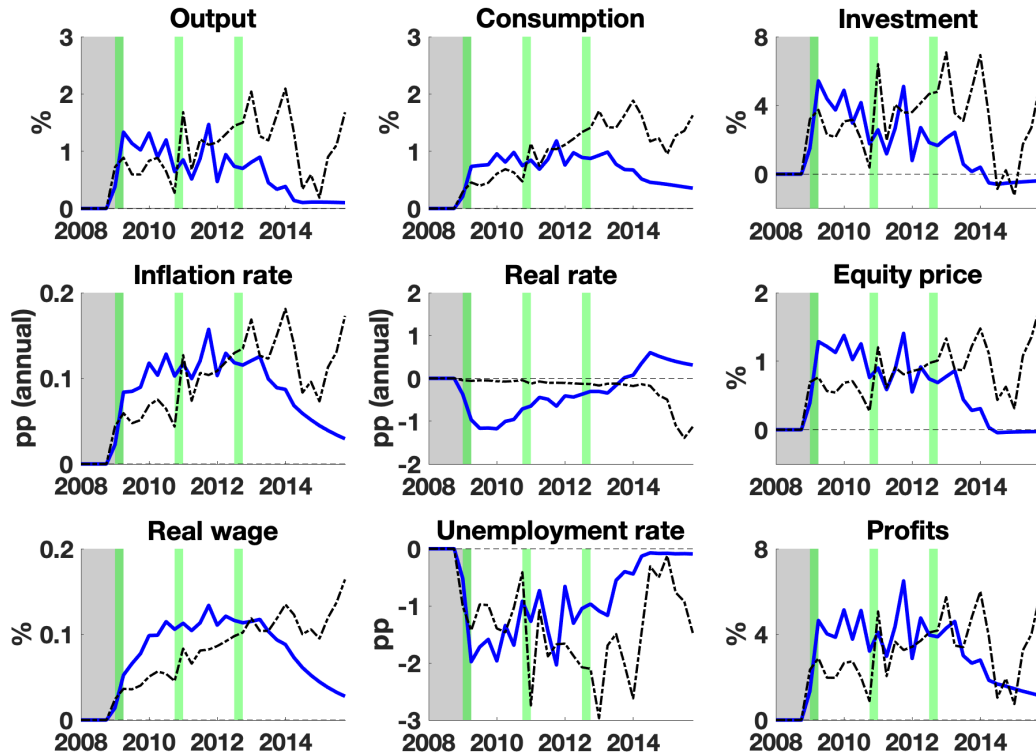 Output
3
2
1
0
%
2008 2010 2012 2014
Consumption
3
2
1
0
%
2008 2010 2012 2014
Investment
8
4
0
%
2008 2010 2012 2014
Inflation rate
0.2
0.1
0
pp (annual)
2008 2010 2012 2014
Real rate
2
1
0
-1
-2
pp (annual)
2008 2010 2012 2014
Equity price
2
1
0
%
2008 2010 2012 2014
Real wage
0.2
0.1
0
%
2008 2010 2012 2014
Unemployment rate
0
-1
-2
-3
pp
2008 2010 2012 2014
Profits
8
4
0
%
2008 2010 2012 2014